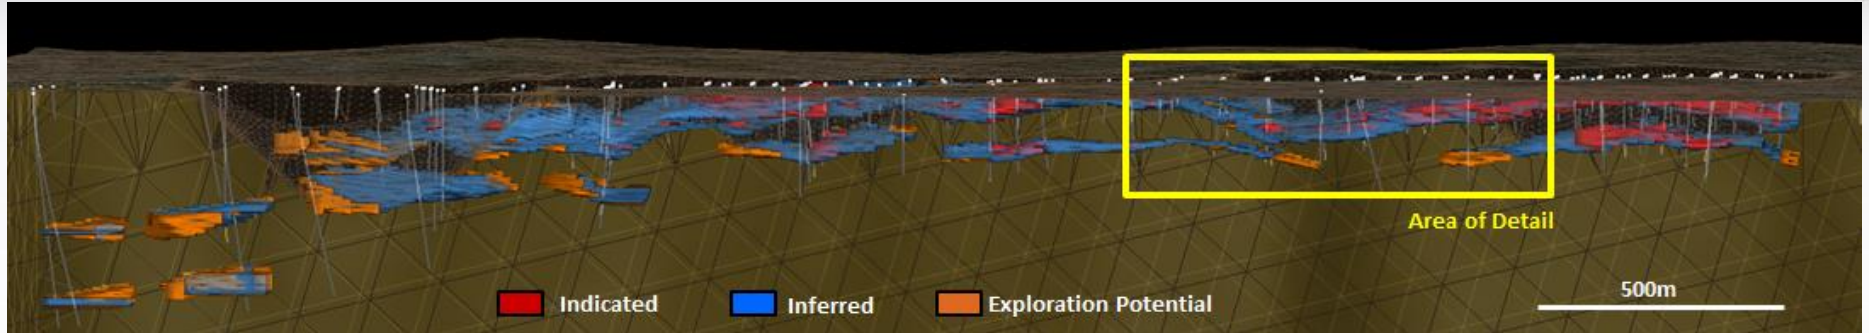 Area of Detail
500m
Indicated
Inferred
Exploration Potential